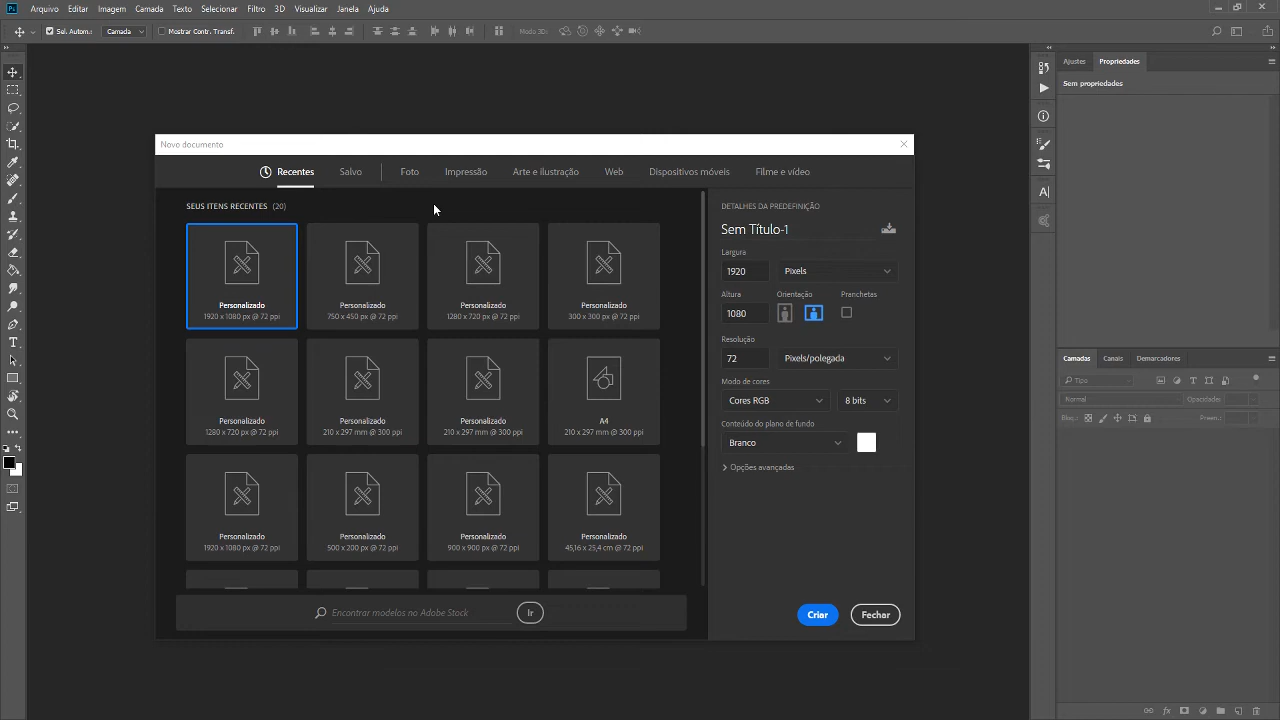 Ps Arquivo Editar Imagem Camada Texto Selecionar Filtro 3D Visualizar Janela Ajuda
Sel. Autom.: Camada Mostrar Contr. Transf. Modo 3D:
Ajustes Propriedades
Sem propriedades
Novo documento
Recentes Salvo Foto Impressão Arte e ilustração Web Dispositivos móveis Filme e vídeo
SEUS ITENS RECENTES (20)
Personalizado
1920 x 1080 px @ 72 ppi
Personalizado
750 x 450 px @ 72 ppi
Personalizado
1280 x 720 px @ 72 ppi
Personalizado
300 x 300 px @ 72 ppi
Personalizado
1280 x 720 px @ 72 ppi
Personalizado
210 x 297 mm @ 300 ppi
Personalizado
210 x 297 mm @ 300 ppi
A4
210 x 297 mm @ 300 ppi
Personalizado
1920 x 1080 px @ 72 ppi
Personalizado
500 x 200 px @ 72 ppi
Personalizado
900 x 900 px @ 72 ppi
Personalizado
45,16 x 25,4 cm @ 72 ppi
Encontrar modelos no Adobe Stock Ir
DETALHES DA PREDEFINIÇÃO
Sem Título-1
Largura
1920 Pixels
Altura Orientação Pranchetas
1080
Resolução
72 Pixels/polegada
Modo de cores
Cores RGB 8 bits
Conteúdo do plano de fundo
Branco
Opções avançadas
Criar Fechar
Camadas Canais Demarcadores
Tipo
Normal Opacidade:
Bloq.: Preen.: